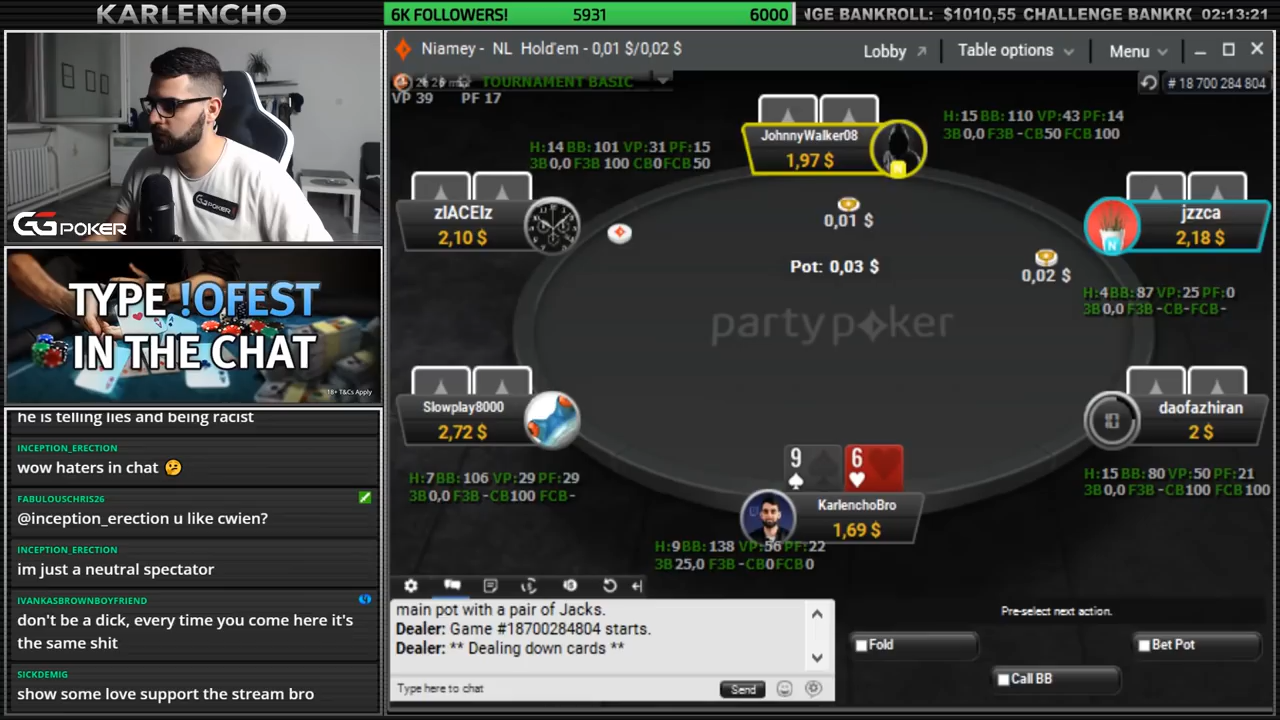 KARLENCHO
6K FOLLOWERS! 5931 6000
NGE BANKROLL: $1010,55 CHALLENGE BANKR 02:13:21
Niamey - NL Hold'em - 0,01 $/0,02 $
Lobby Table options Menu
TOURNAMENT BASIC
# 18 700 284 804
VP 39 PF 17
H:14 BB: 101 VP:31 PF:15
3B 0,0 F3B 100 CB0 FCB 50
JohnnyWalker08
1,97 $
H:15 BB: 110 VP:43 PF:14
3B 0,0 F3B - CB50 FCB 100
zIACEIz
2,10 $
0,01 $
jzzca
2,18 $
N
Pot: 0,03 $
0,02 $
H:4 BB:87 VP:25 PF:0
3B 0,0 F3B - CB- FCB-
partypoker
Slowplay8000
2,72 $
daofazhiran
2 $
H:7 BB: 106 VP:29 PF:29
3B 0,0 F3B - CB100 FCB-
9 6
H:15 BB:80 VP:50 PF:21
3B 0,0 F3B - CB100 FCB 100
KarlenchoBro
1,69 $
H:9 BB:138 VP:56 PF:22
3B 25,0 F3B - CB0 FCB 0
main pot with a pair of Jacks.
Dealer: Game #18700284804 starts.
Dealer: ** Dealing down cards **
Type here to chat Send
Pre-select next action.
Fold
Bet Pot
Call BB
GG POKER
GGPOKER
TYPE !OFEST
IN THE CHAT
18+ T&Cs Apply
he is telling lies and being racist
INCEPTION_ERECTION
wow haters in chat 🤔
FABULOUSCHRIS26
@inception_erection u like cwien?
INCEPTION_ERECTION
im just a neutral spectator
IVANKASBROWNBOYFRIEND
don't be a dick, every time you come here it's
the same shit
SICKDEMIG
show some love support the stream bro